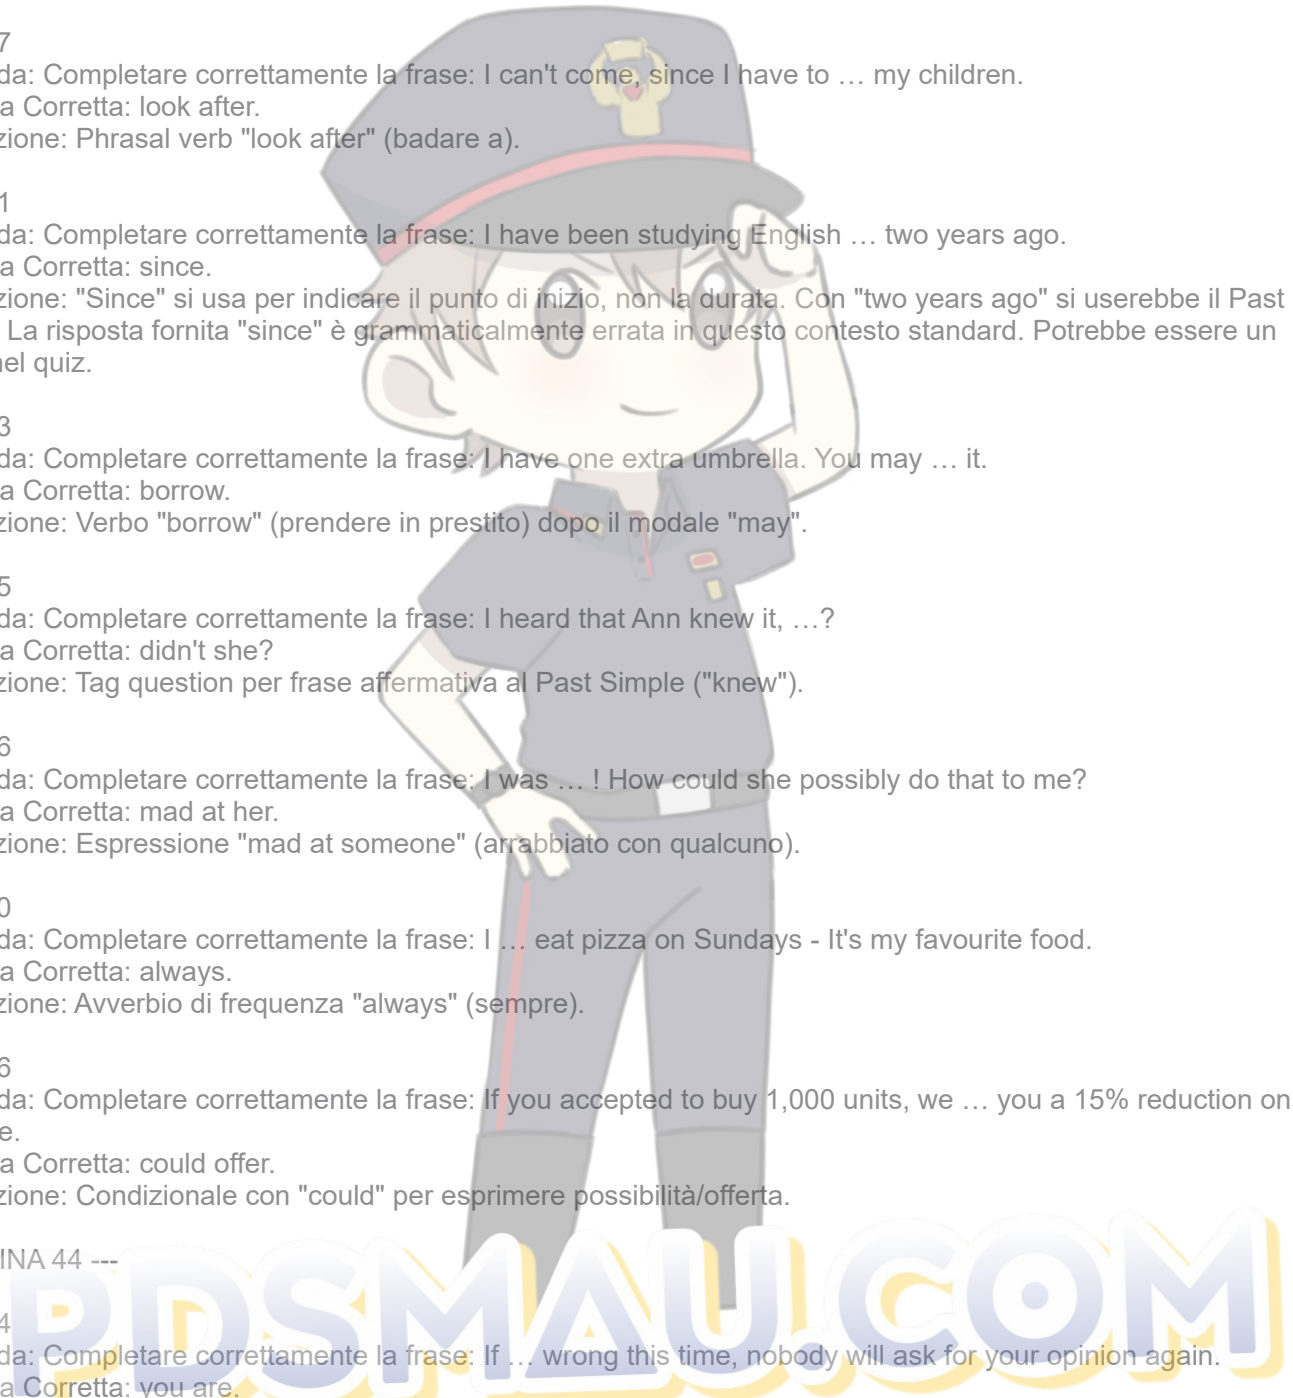 7
da: Completare correttamente la frase: I can't come, since I have to … my children.
a Corretta: look after.
zione: Phrasal verb "look after" (badare a).
1
da: Completare correttamente la frase: I have been studying English … two years ago.
a Corretta: since.
zione: "Since" si usa per indicare il punto di inizio, non la durata. Con "two years ago" si userebbe il Past
La risposta fornita "since" è grammaticalmente errata in questo contesto standard. Potrebbe essere un
nel quiz.
3
da: Completare correttamente la frase: I have one extra umbrella. You may … it.
a Corretta: borrow.
zione: Verbo "borrow" (prendere in prestito) dopo il modale "may".
5
da: Completare correttamente la frase: I heard that Ann knew it, …?
a Corretta: didn't she?
zione: Tag question per frase affermativa al Past Simple ("knew").
6
da: Completare correttamente la frase: I was … ! How could she possibly do that to me?
a Corretta: mad at her.
zione: Espressione "mad at someone" (arrabbiato con qualcuno).
0
da: Completare correttamente la frase: I … eat pizza on Sundays - It's my favourite food.
a Corretta: always.
zione: Avverbio di frequenza "always" (sempre).
6
da: Completare correttamente la frase: If you accepted to buy 1,000 units, we … you a 15% reduction on
e.
a Corretta: could offer.
zione: Condizionale con "could" per esprimere possibilità/offerta.
INA 44 ---
4
da: Completare correttamente la frase: If … wrong this time, nobody will ask for your opinion again.
a Corretta: you are.
PDSMAU.COM